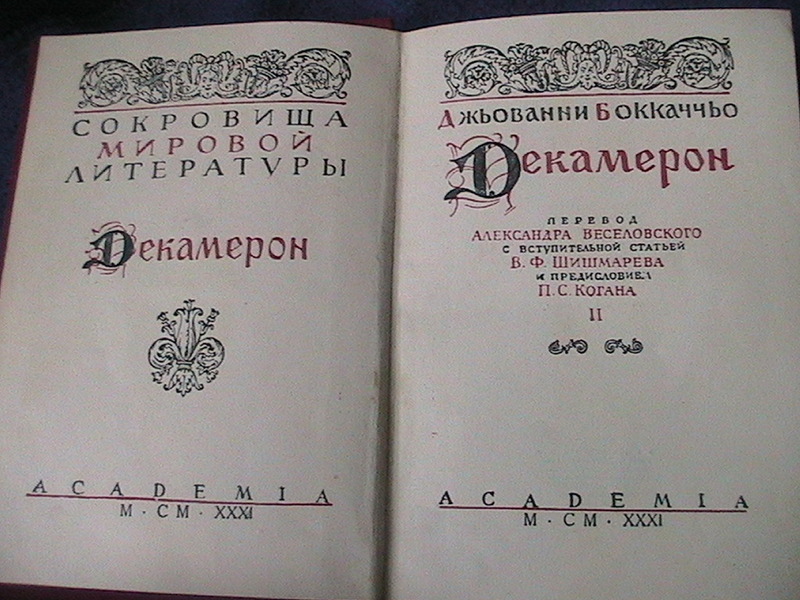 СОКРОВИЩА
МИРОВОЙ
ЛИТЕРАТУРЫ
Декамерон
ACADEMIA
M·CM·XXXI
Джьованни Боккаччьо
Декамерон
ПЕРЕВОД
АЛЕКСАНДРА ВЕСЕЛОВСКОГО
С ВСТУПИТЕЛЬНОЙ СТАТЬЕЙ
В. Ф. ШИШМАРЕВА
И ПРЕДИСЛОВИЕМ
П. С. КОГАНА
II
ACADEMIA
M·CM·XXXI